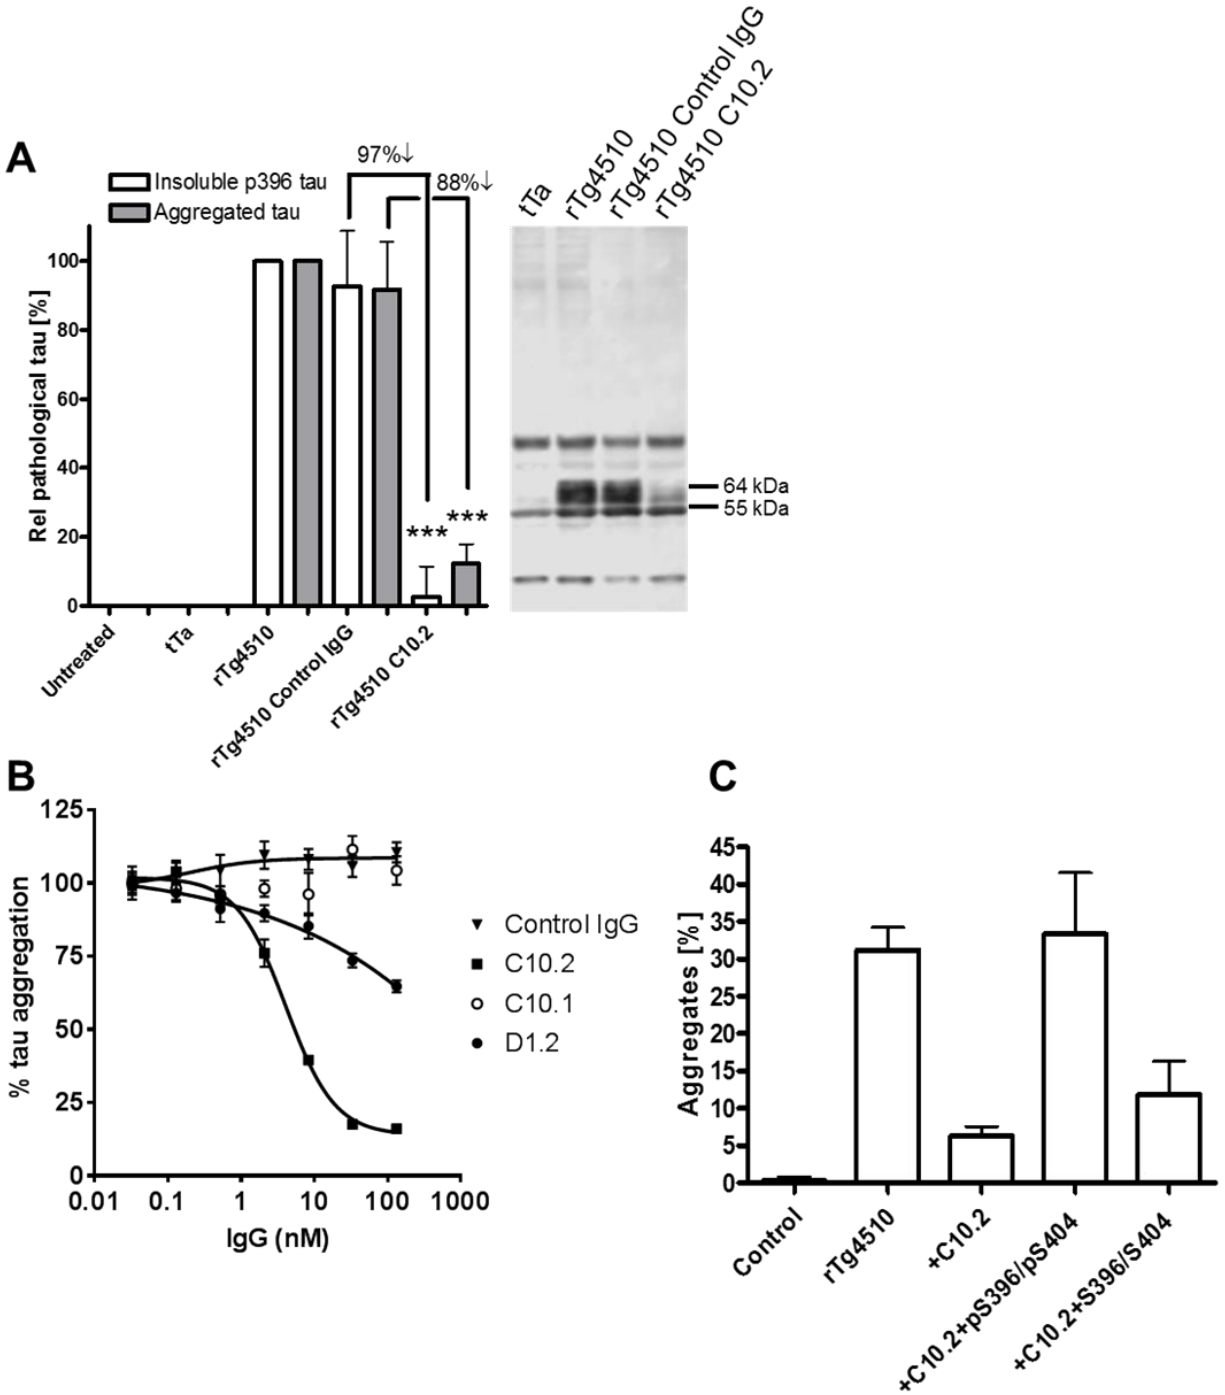 A
97%↓
Insoluble p396 tau
88%↓
Aggregated tau
Rel pathological tau [%]
100
80
60
40
20
0
***
***
Untreated
tTa
rTg4510
rTg4510 Control IgG
rTg4510 C10.2
tTa
rTg4510
rTg4510 Control IgG
rTg4510 C10.2
64 kDa
55 kDa
B
% tau aggregation
125
100
75
50
25
0
0.01
0.1
1
10
100
1000
IgG (nM)
Control IgG
C10.2
C10.1
D1.2
C
Aggregates [%]
45
40
35
30
25
20
15
10
5
0
Control
rTg4510
+C10.2
+C10.2+pS396/pS404
+C10.2+S396/S404